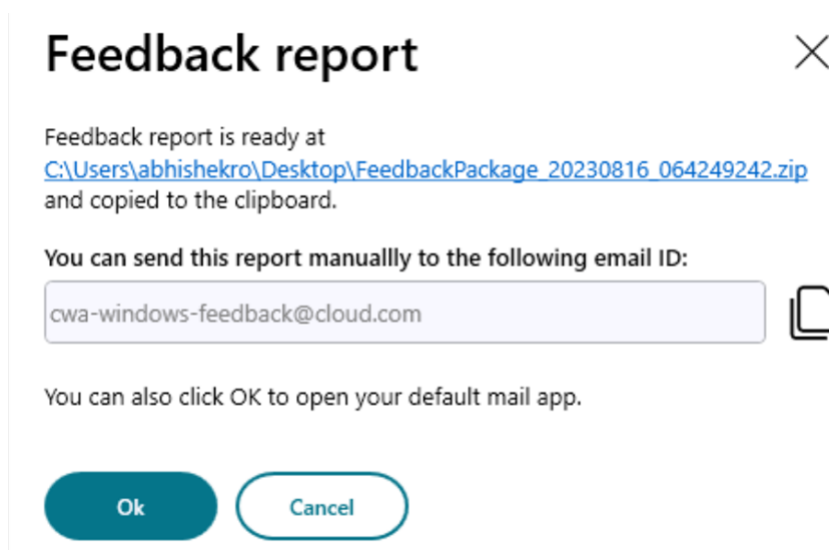 Feedback report
Feedback report is ready at
C:\Users\abhishekro\Desktop\FeedbackPackage_20230816_064249242.zip
and copied to the clipboard.
You can send this report manuallly to the following email ID:
cwa-windows-feedback@cloud.com
You can also click OK to open your default mail app.
Ok
Cancel